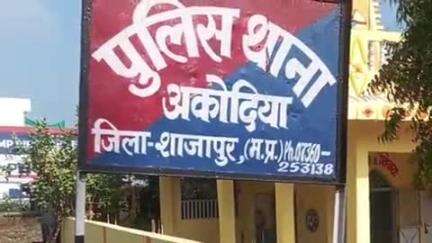 पुलिस थाना
अकोदिया
जिला-शाजापुर,(म.प्र.)Ph.07360-
253138